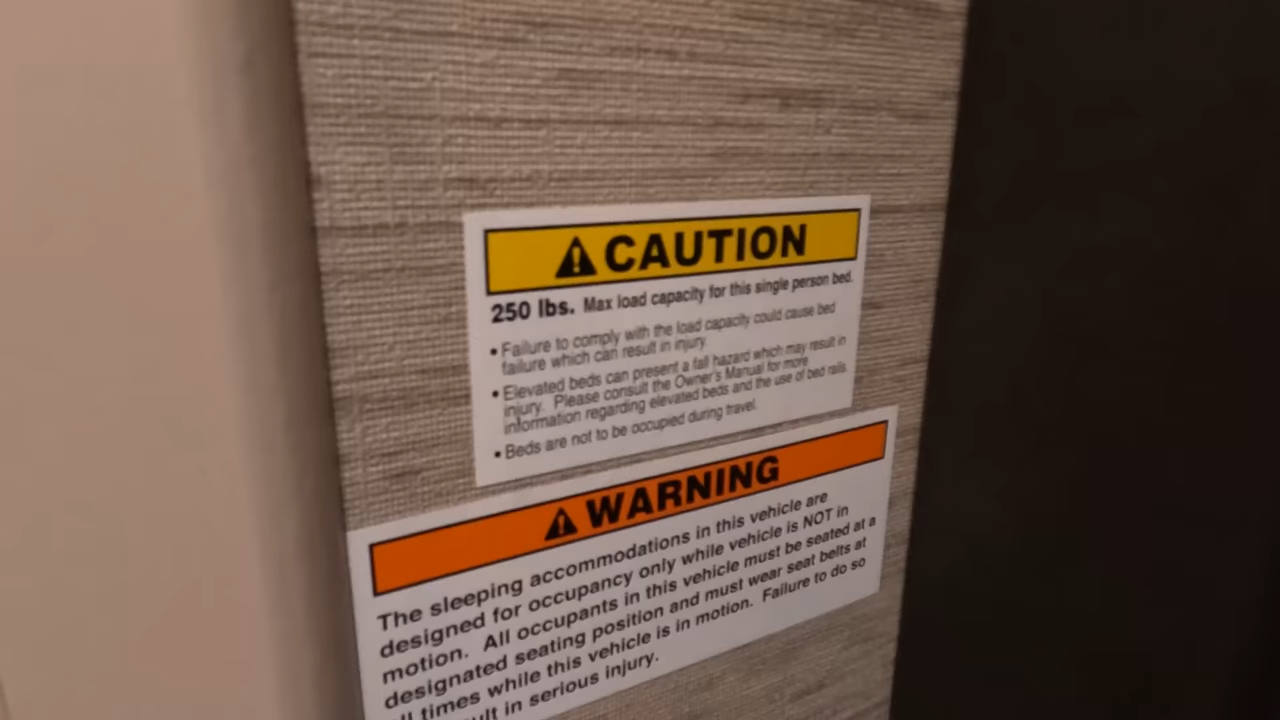 CAUTION
250 lbs. Max load capacity for this single person bed.
• Failure to comply with the load capacity could cause bed
failure which can result in injury.
• Elevated beds can present a fall hazard which may result in
injury. Please consult the Owner's Manual for more
information regarding elevated beds and the use of bed rails.
• Beds are not to be occupied during travel.
WARNING
The sleeping accommodations in this vehicle are
designed for occupancy only while vehicle is NOT in
motion. All occupants in this vehicle must be seated at a
designated seating position and must wear seat belts at
all times while this vehicle is in motion. Failure to do so
in serious injury.